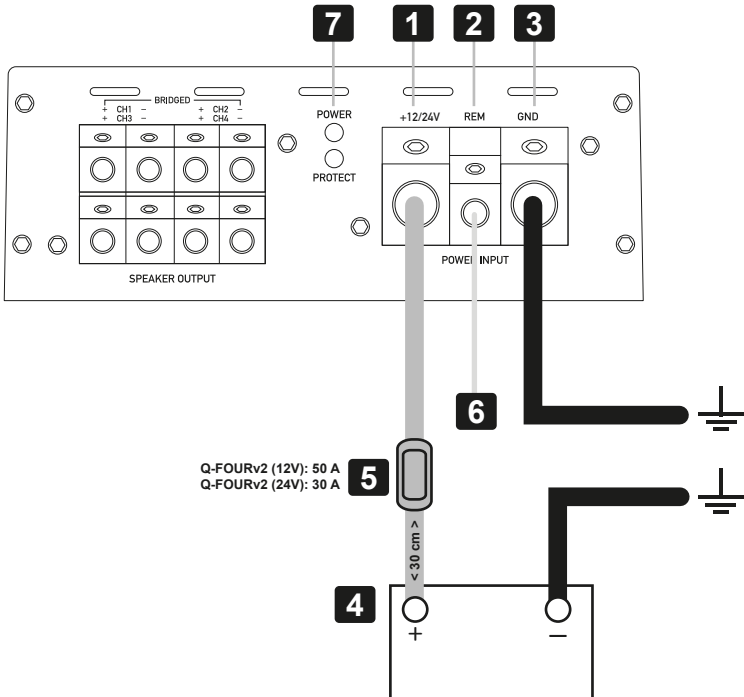 7 1 2 3
BRIDGED
+ CH1 − + CH2 −
+ CH3 − + CH4 −
POWER
PROTECT
+12/24V REM GND
SPEAKER OUTPUT
POWER INPUT
6
Q-FOURv2 (12V): 50 A
Q-FOURv2 (24V): 30 A
5
< 30 cm >
4
+ −